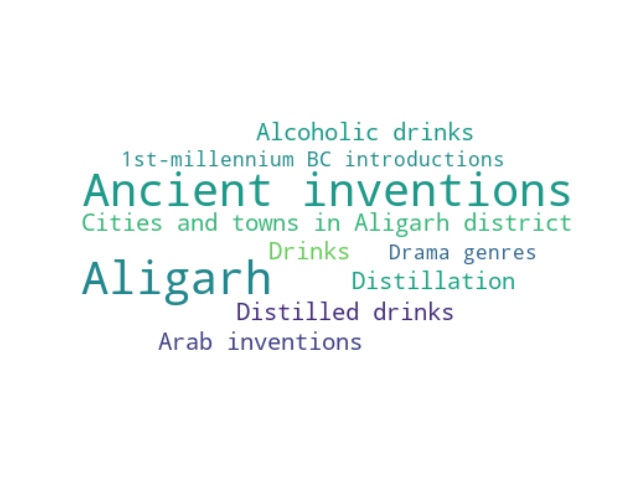 Alcoholic drinks
1st-millennium BC introductions
Ancient inventions
Cities and towns in Aligarh district
Drinks Drama genres
Aligarh Distillation
Distilled drinks
Arab inventions